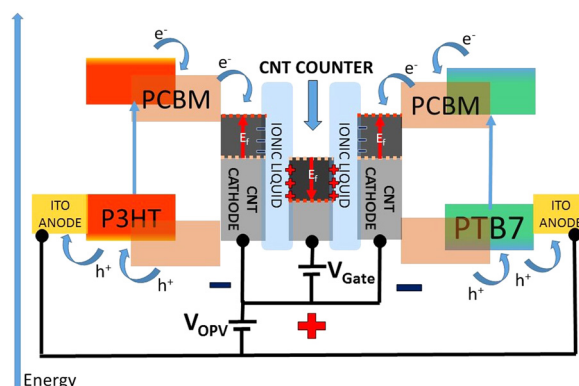 e⁻
e⁻
e⁻
e⁻
PCBM
CNT COUNTER
PCBM
IONIC LIQUID
IONIC LIQUID
E_f
E_f
E_f
ITO
ANODE
P3HT
CNT
CATHODE
CNT
CATHODE
PTB7
ITO
ANODE
h⁺
h⁺
h⁺
h⁺
V_Gate
V_OPV
Energy